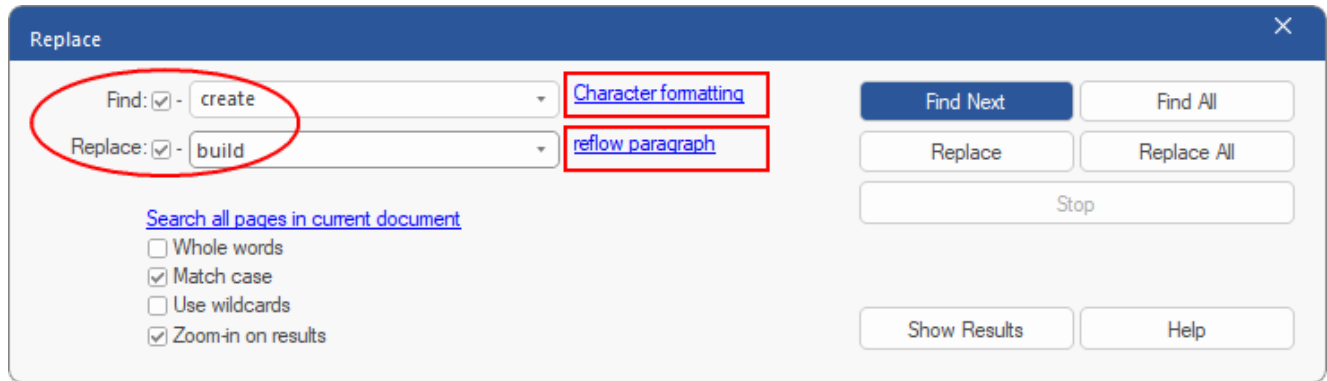 Replace
Find: - create Character formatting Find Next Find All
Replace: - build reflow paragraph Replace Replace All
Stop
Search all pages in current document
Whole words
Match case
Use wildcards
Zoom-in on results Show Results Help